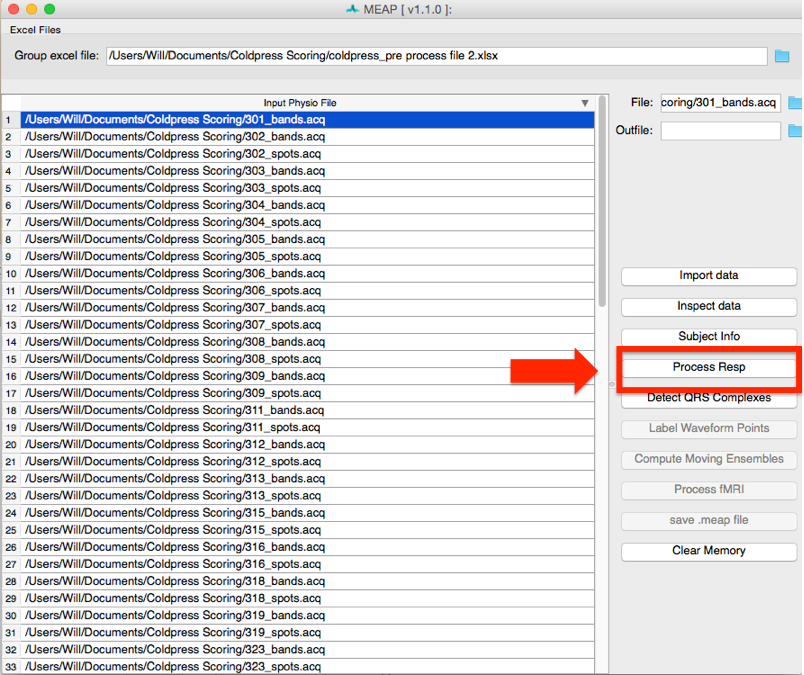 MEAP [ v1.1.0 ]:
Excel Files
Group excel file: /Users/Will/Documents/Coldpress Scoring/coldpress_pre process file 2.xlsx
Input Physio File
1 /Users/Will/Documents/Coldpress Scoring/301_bands.acq
2 /Users/Will/Documents/Coldpress Scoring/302_bands.acq
3 /Users/Will/Documents/Coldpress Scoring/302_spots.acq
4 /Users/Will/Documents/Coldpress Scoring/303_bands.acq
5 /Users/Will/Documents/Coldpress Scoring/303_spots.acq
6 /Users/Will/Documents/Coldpress Scoring/304_bands.acq
7 /Users/Will/Documents/Coldpress Scoring/304_spots.acq
8 /Users/Will/Documents/Coldpress Scoring/305_bands.acq
9 /Users/Will/Documents/Coldpress Scoring/305_spots.acq
10 /Users/Will/Documents/Coldpress Scoring/306_bands.acq
11 /Users/Will/Documents/Coldpress Scoring/306_spots.acq
12 /Users/Will/Documents/Coldpress Scoring/307_bands.acq
13 /Users/Will/Documents/Coldpress Scoring/307_spots.acq
14 /Users/Will/Documents/Coldpress Scoring/308_bands.acq
15 /Users/Will/Documents/Coldpress Scoring/308_spots.acq
16 /Users/Will/Documents/Coldpress Scoring/309_bands.acq
17 /Users/Will/Documents/Coldpress Scoring/309_spots.acq
18 /Users/Will/Documents/Coldpress Scoring/311_bands.acq
19 /Users/Will/Documents/Coldpress Scoring/311_spots.acq
20 /Users/Will/Documents/Coldpress Scoring/312_bands.acq
21 /Users/Will/Documents/Coldpress Scoring/312_spots.acq
22 /Users/Will/Documents/Coldpress Scoring/313_bands.acq
23 /Users/Will/Documents/Coldpress Scoring/313_spots.acq
24 /Users/Will/Documents/Coldpress Scoring/315_bands.acq
25 /Users/Will/Documents/Coldpress Scoring/315_spots.acq
26 /Users/Will/Documents/Coldpress Scoring/316_bands.acq
27 /Users/Will/Documents/Coldpress Scoring/316_spots.acq
28 /Users/Will/Documents/Coldpress Scoring/318_bands.acq
29 /Users/Will/Documents/Coldpress Scoring/318_spots.acq
30 /Users/Will/Documents/Coldpress Scoring/319_bands.acq
31 /Users/Will/Documents/Coldpress Scoring/319_spots.acq
32 /Users/Will/Documents/Coldpress Scoring/323_bands.acq
33 /Users/Will/Documents/Coldpress Scoring/323_spots.acq
File: coring/301_bands.acq
Outfile:
Import data
Inspect data
Subject Info
Process Resp
Detect QRS Complexes
Label Waveform Points
Compute Moving Ensembles
Process fMRI
save .meap file
Clear Memory